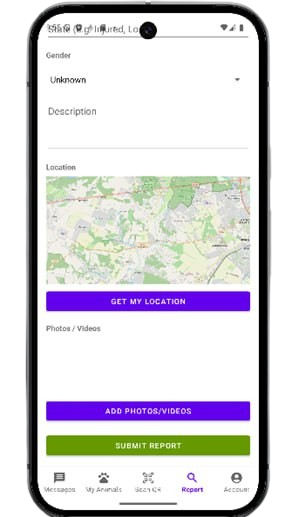 State (e.g. Injured, Lo
Gender
Unknown
Description
Location
GET MY LOCATION
Photos / Videos
ADD PHOTOS/VIDEOS
SUBMIT REPORT
Messages My Animals Scan QR Report Account